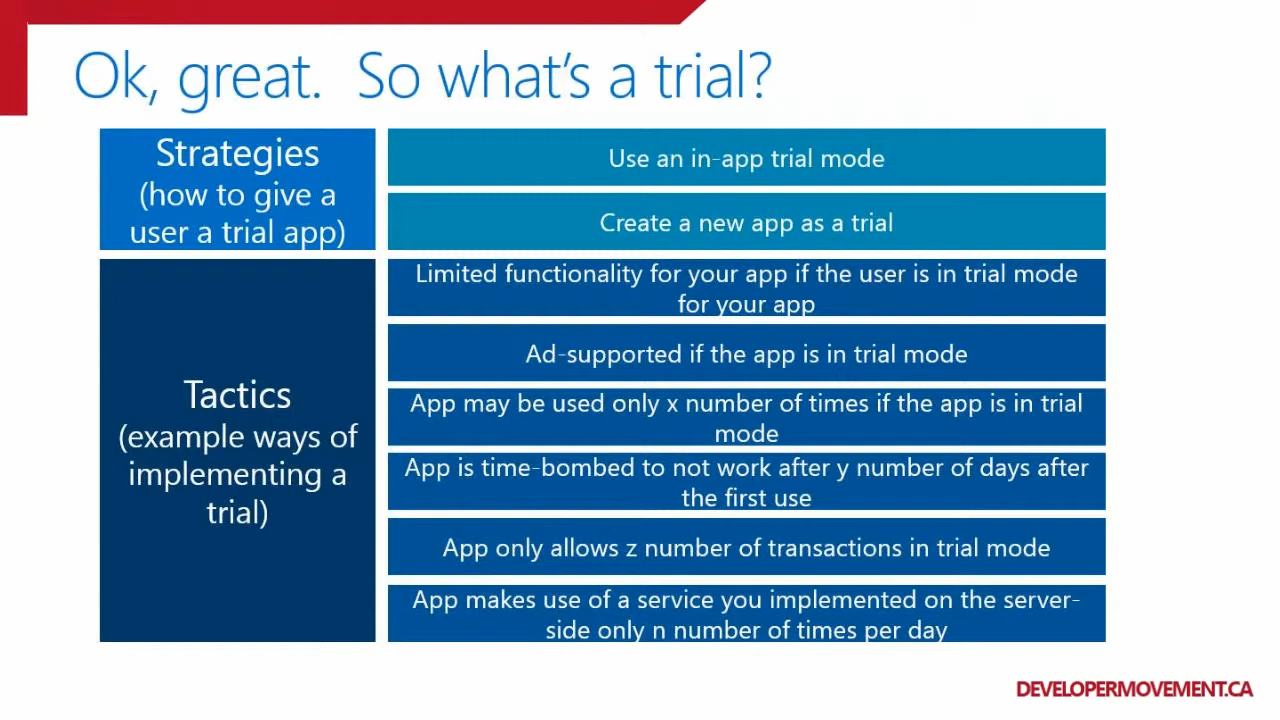 Ok, great.  So what's a trial?
Strategies
(how to give a
user a trial app)
Use an in-app trial mode
Create a new app as a trial
Tactics
(example ways of
implementing a
trial)
Limited functionality for your app if the user is in trial mode
for your app
Ad-supported if the app is in trial mode
App may be used only x number of times if the app is in trial
mode
App is time-bombed to not work after y number of days after
the first use
App only allows z number of transactions in trial mode
App makes use of a service you implemented on the server-
side only n number of times per day
DEVELOPERMOVEMENT.CA